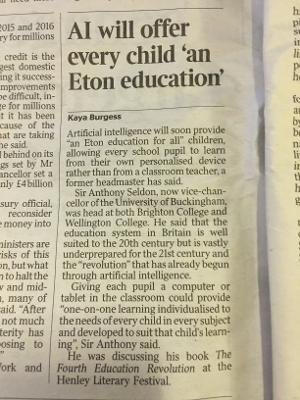 2015 and 2016
ry for millions
credit is the
gest domestic
ing it success-
mprovements
be difficult, in-
ge for millions
t it has been
cause of the
hat are taking
he said.
l behind on its
gs set by Mr
ancellor set a
nly £4 billion
sury official,
reconsider
e money into
inisters are
risks of this
on, but what
n to halt the
w and mid-
n, many of
aid. "After
not much
terity has
posing to
"
Work and
AI will offer
every child 'an
Eton education'
Kaya Burgess
Artificial intelligence will soon provide
"an Eton education for all" children,
allowing every school pupil to learn
from their own personalised device
rather than from a classroom teacher, a
former headmaster has said.
Sir Anthony Seldon, now vice-chan-
cellor of the University of Buckingham,
was head at both Brighton College and
Wellington College. He said that the
education system in Britain is well
suited to the 20th century but is vastly
underprepared for the 21st century and
the "revolution" that has already begun
through artificial intelligence.
Giving each pupil a computer or
tablet in the classroom could provide
"one-on-one learning individualised to
the needs of every child in every subject
and developed to suit that child's learn-
ing", Sir Anthony said.
He was discussing his book The
Fourth Education Revolution at the
Henley Literary Festival.